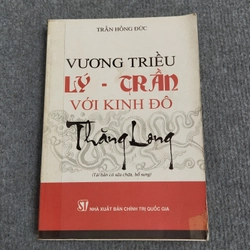 TRẦN HỒNG ĐỨC
VƯƠNG TRIỀU
LÝ - TRẦN
VỚI KINH ĐÔ
Thăng Long
(Tái bản có sửa chữa, bổ sung)
ST NHÀ XUẤT BẢN CHÍNH TRỊ QUỐC GIA